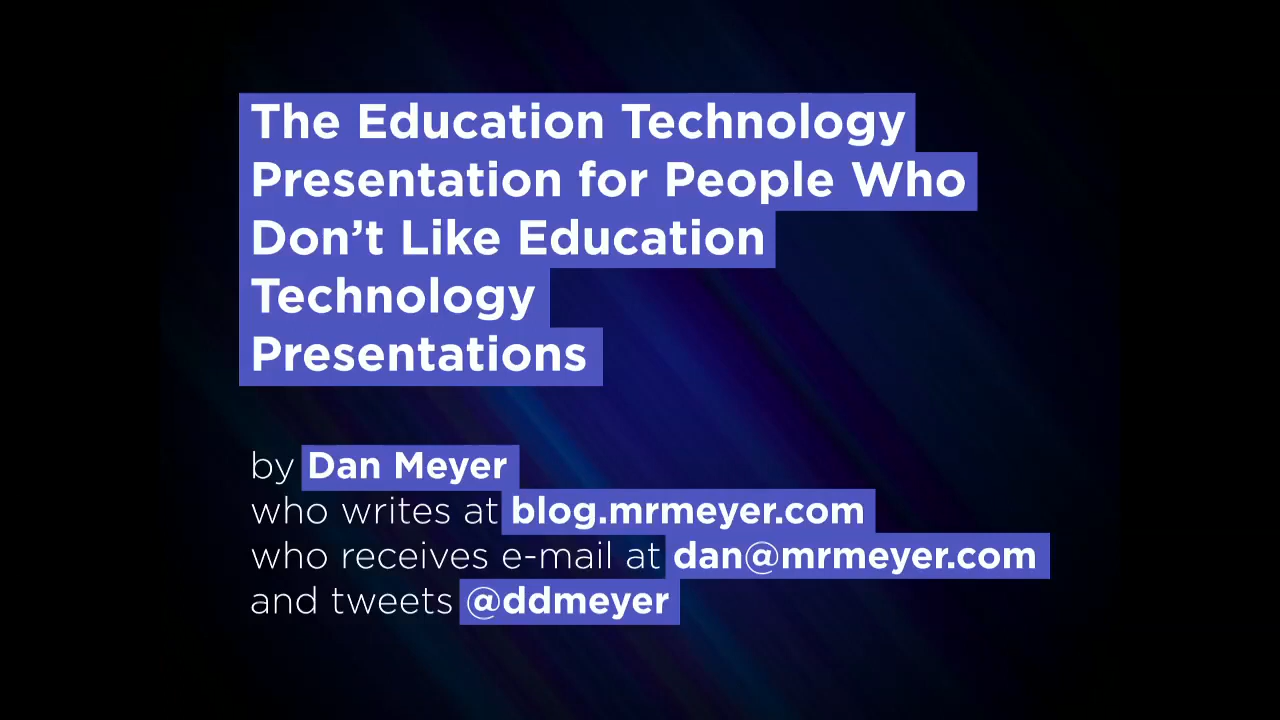 The Education Technology
Presentation for People Who
Don’t Like Education
Technology
Presentations
by Dan Meyer
who writes at blog.mrmeyer.com
who receives e-mail at dan@mrmeyer.com
and tweets @ddmeyer